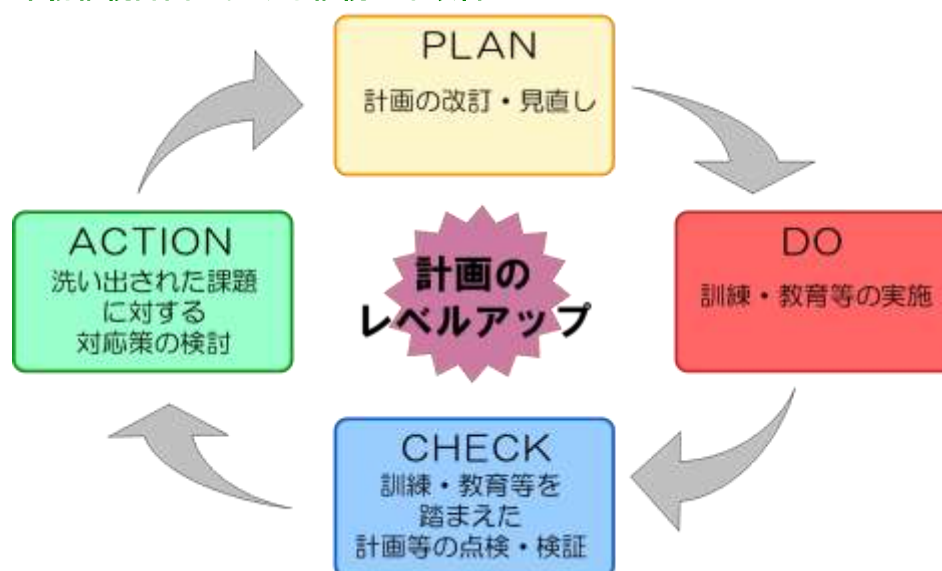 PLAN
計画の改訂・見直し
DO
訓練・教育等の実施
計画の
レベルアップ
ACTION
洗い出された課題
に対する
対応策の検討
CHECK
訓練・教育等を
踏まえた
計画等の点検・検証